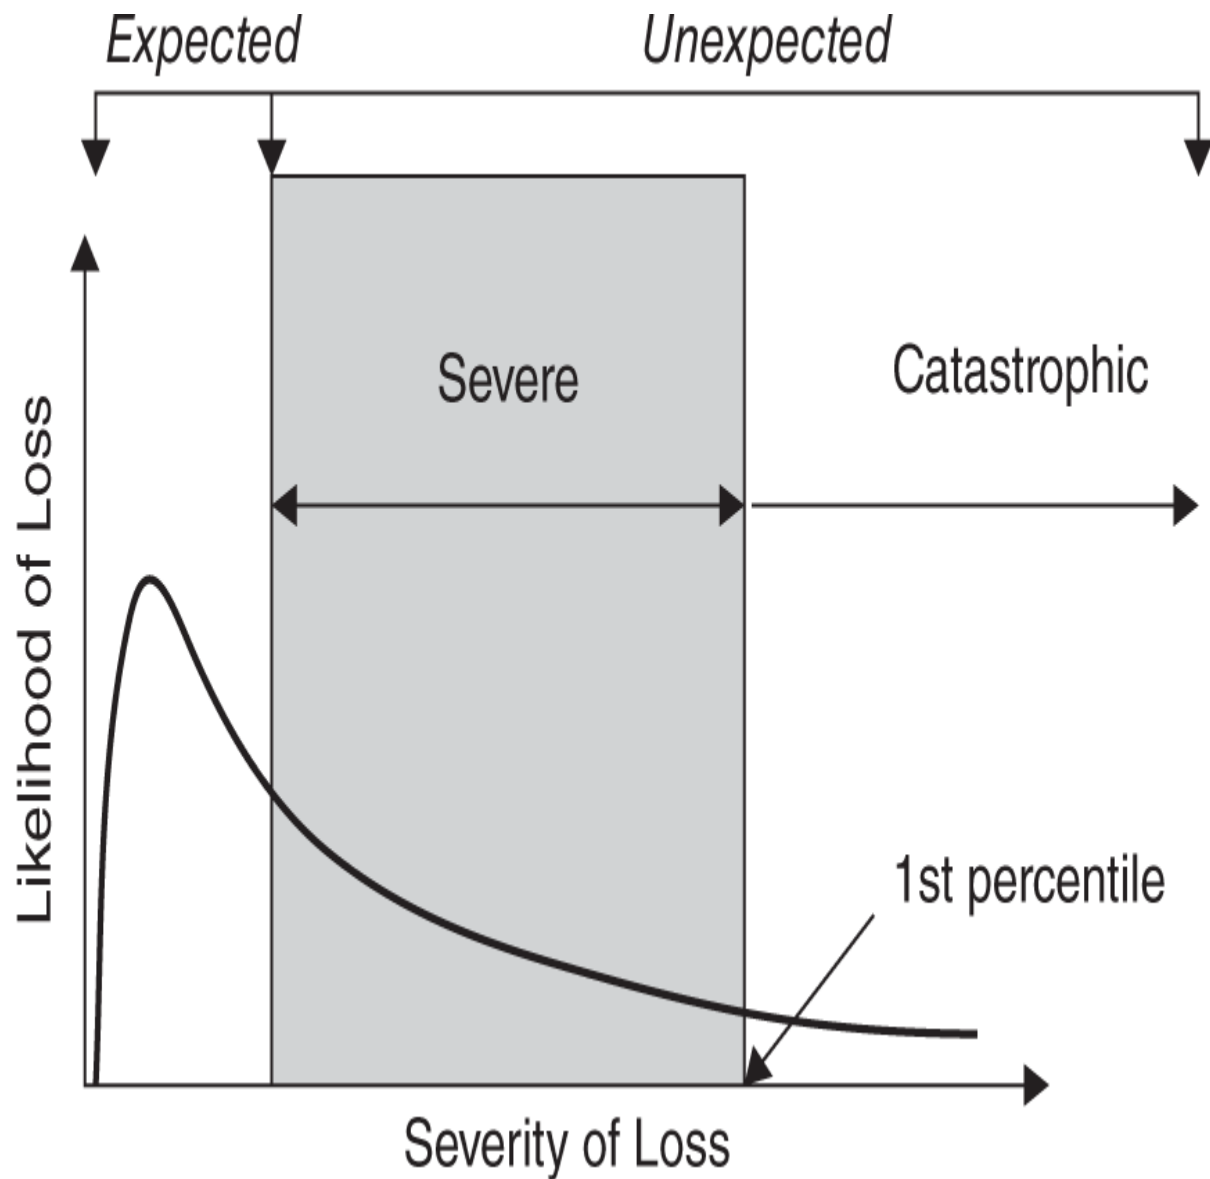 Expected
Unexpected
Severe
Catastrophic
Likelihood of Loss
1st percentile
Severity of Loss